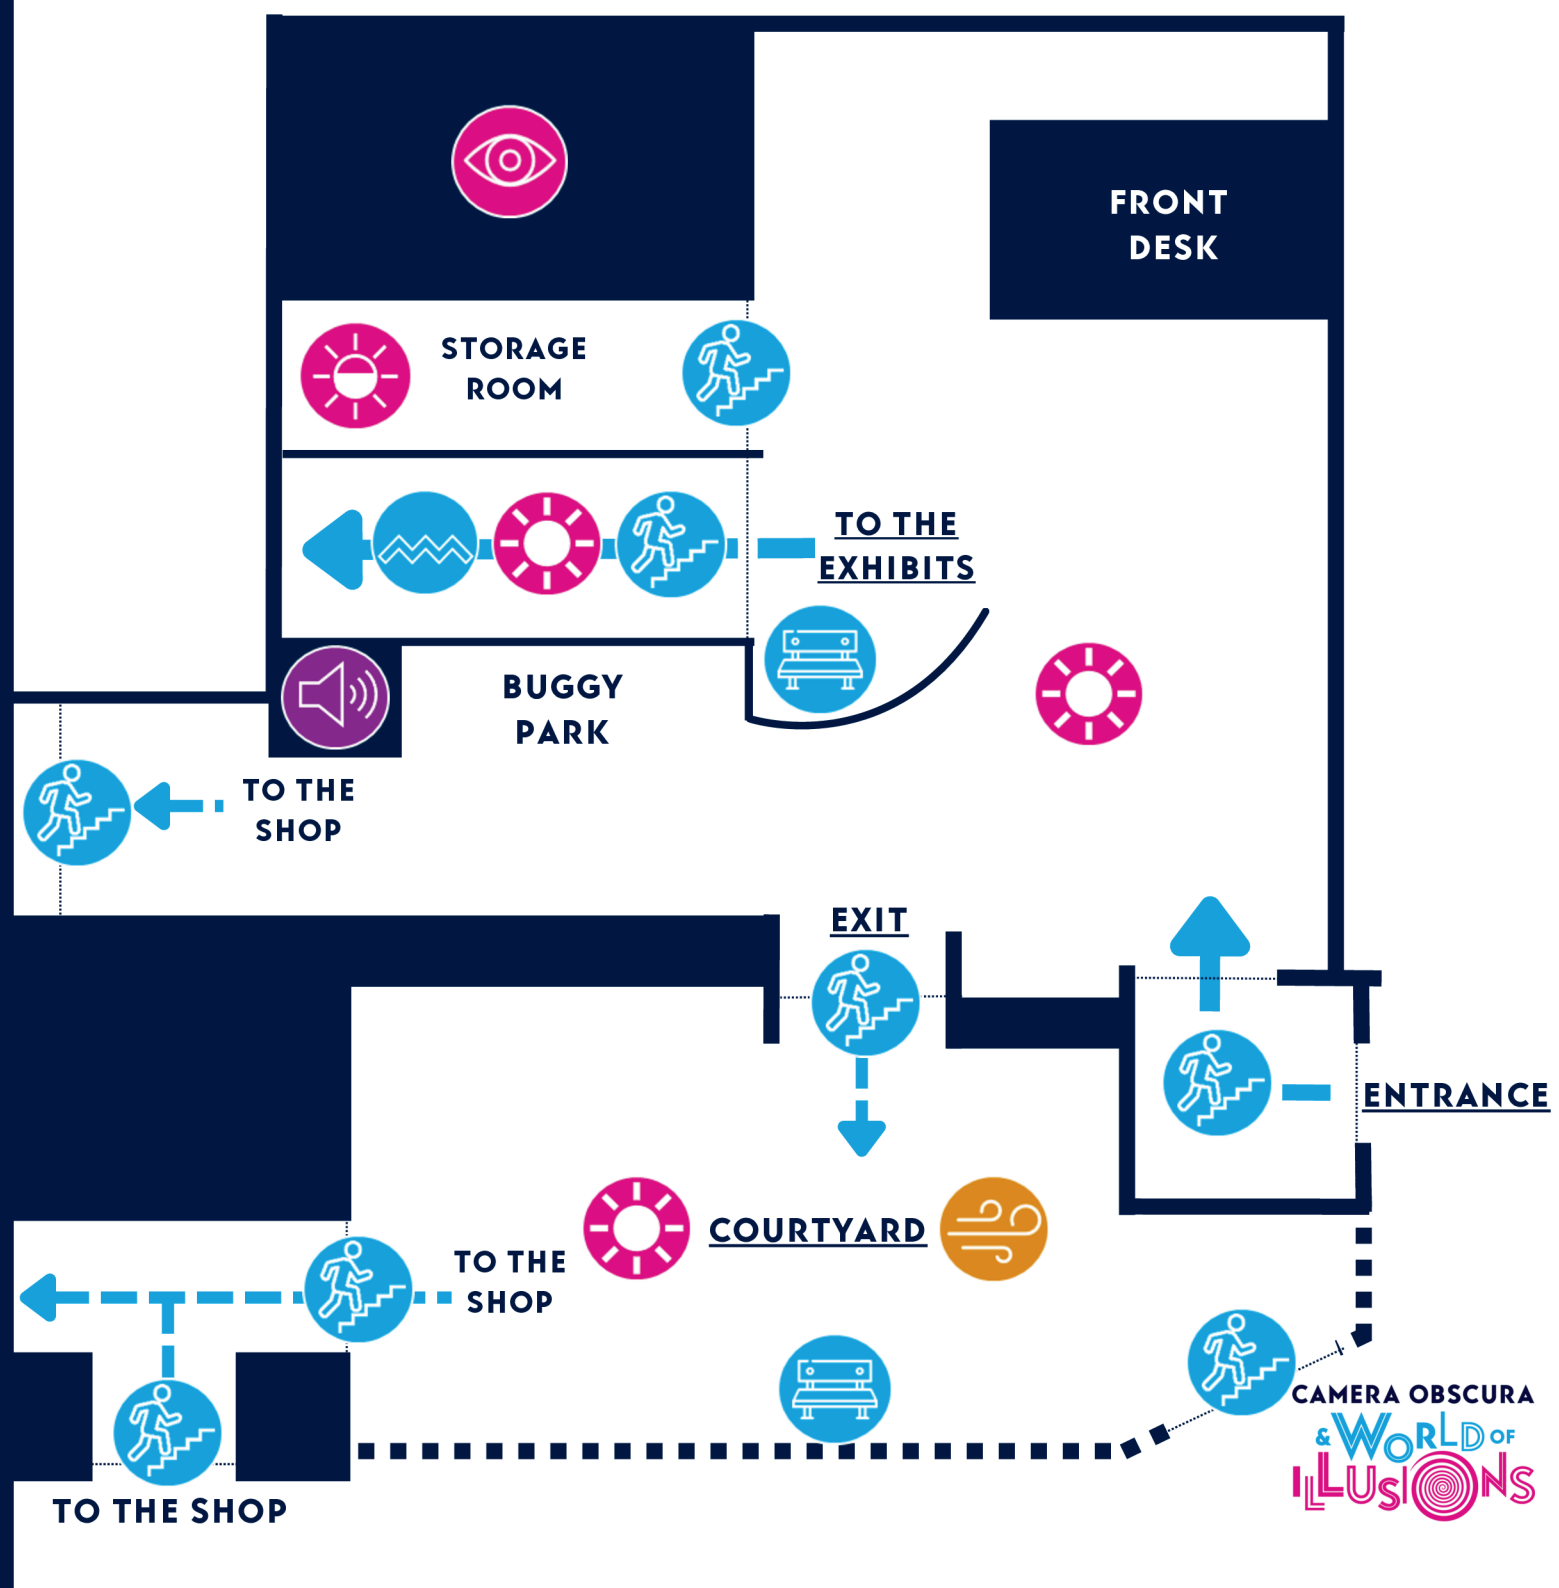 FRONT
DESK
STORAGE
ROOM
TO THE
EXHIBITS
BUGGY
PARK
TO THE
SHOP
EXIT
ENTRANCE
COURTYARD
TO THE
SHOP
TO THE SHOP
CAMERA OBSCURA
& WORLD OF
ILLUSIONS